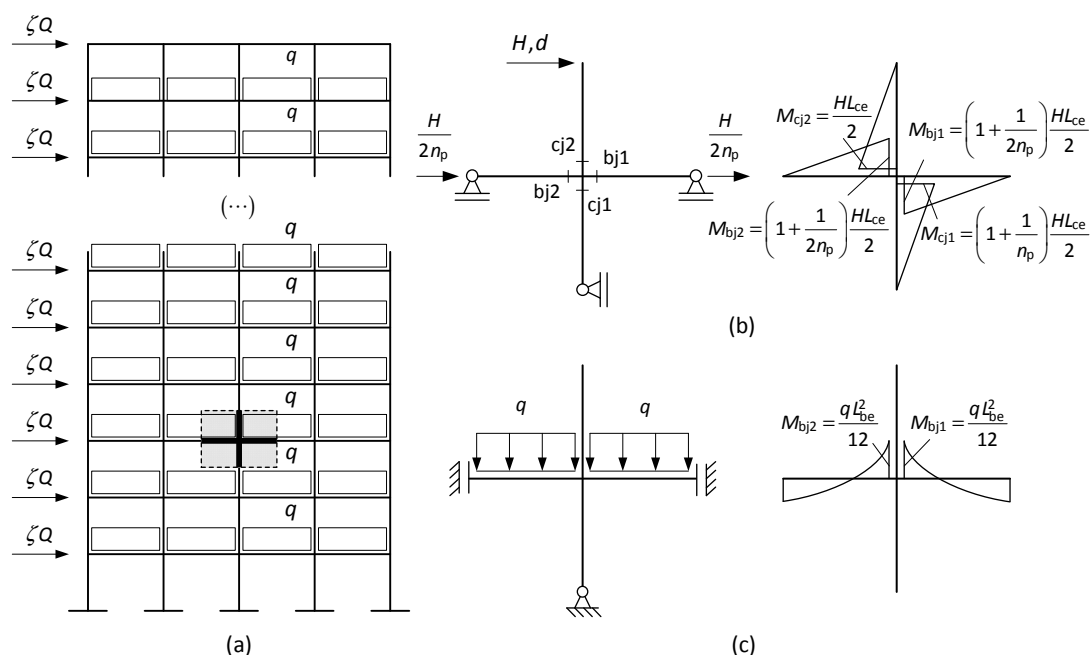 ζQ
q
ζQ
q
ζQ
(···)
q
ζQ
q
ζQ
q
ζQ
q
ζQ
q
ζQ
q
ζQ
(a)
H,d
H/2n_p
H/2n_p
cj2
bj1
bj2
cj1
M_cj2 = HL_ce/2
M_bj1 = (1 + 1/2n_p) HL_ce/2
M_bj2 = (1 + 1/2n_p) HL_ce/2
M_cj1 = (1 + 1/n_p) HL_ce/2
(b)
q
q
M_bj2 = qL_be^2/12
M_bj1 = qL_be^2/12
(c)